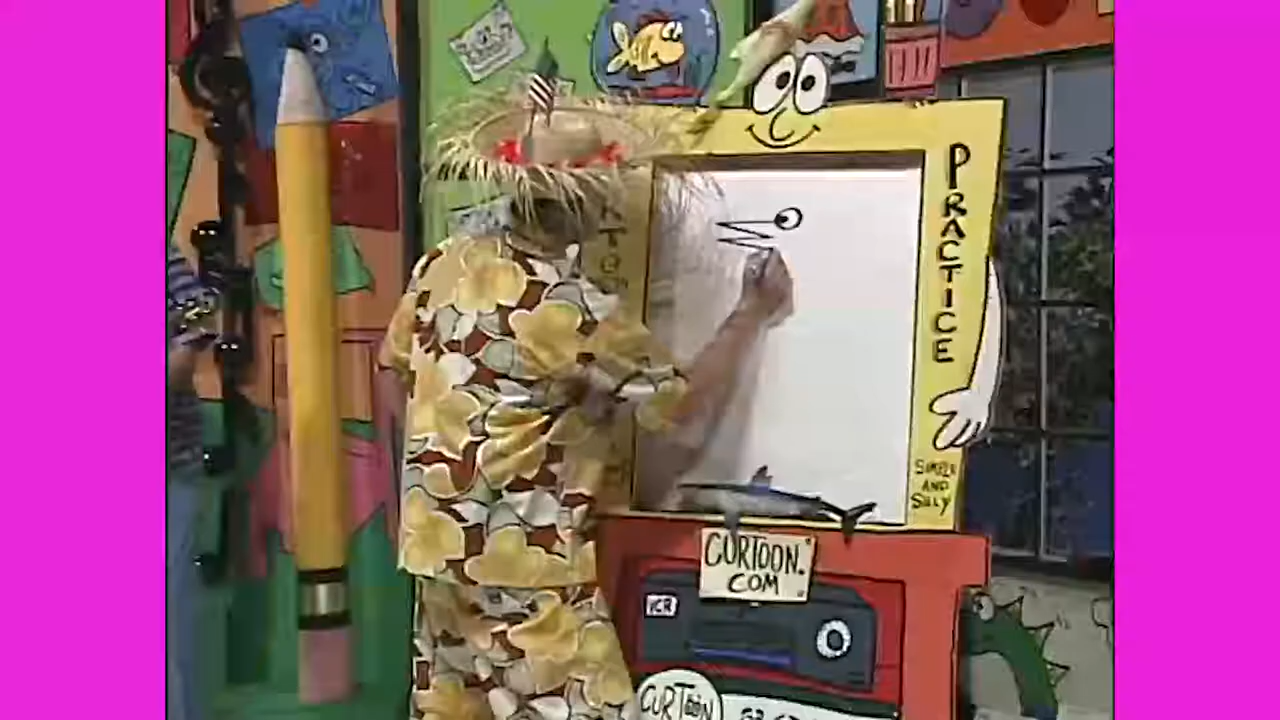 PRACTICE
SIMPLE
AND
SILLY
CURTOON.
COM
VCR
CURTOON